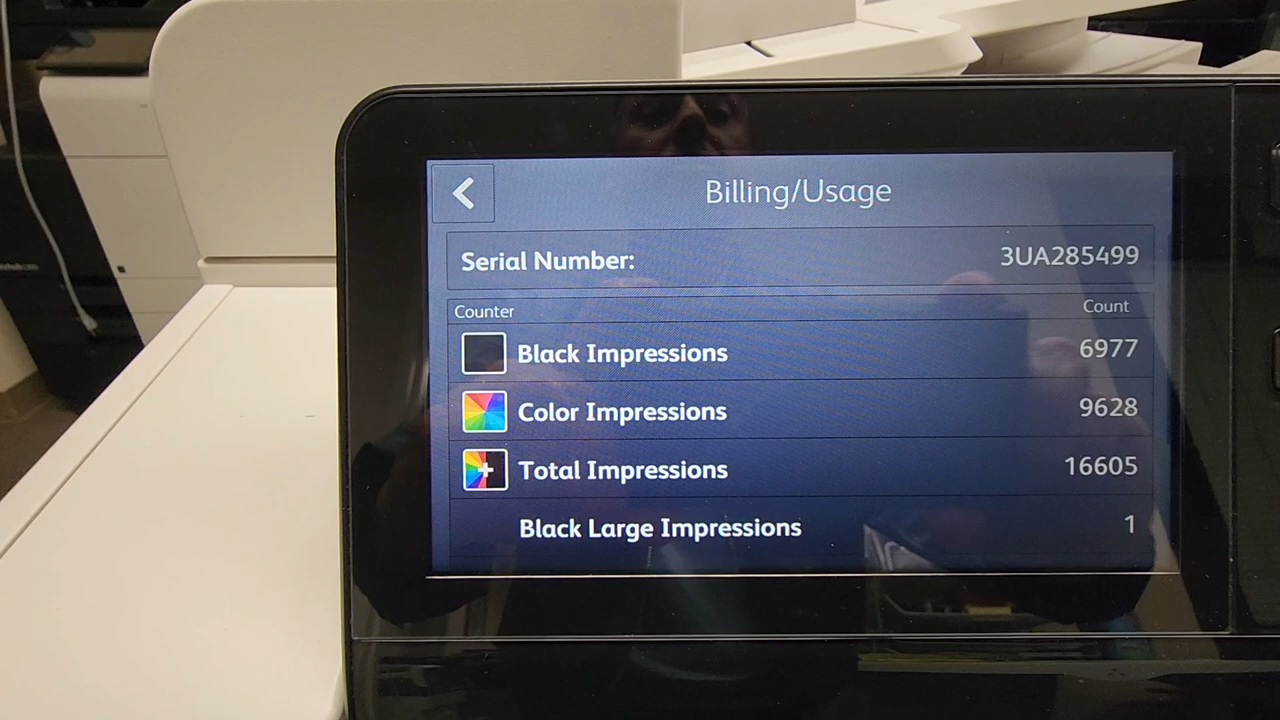 Billing/Usage
Serial Number: 3UA285499
Counter Count
Black Impressions 6977
Color Impressions 9628
Total Impressions 16605
Black Large Impressions 1